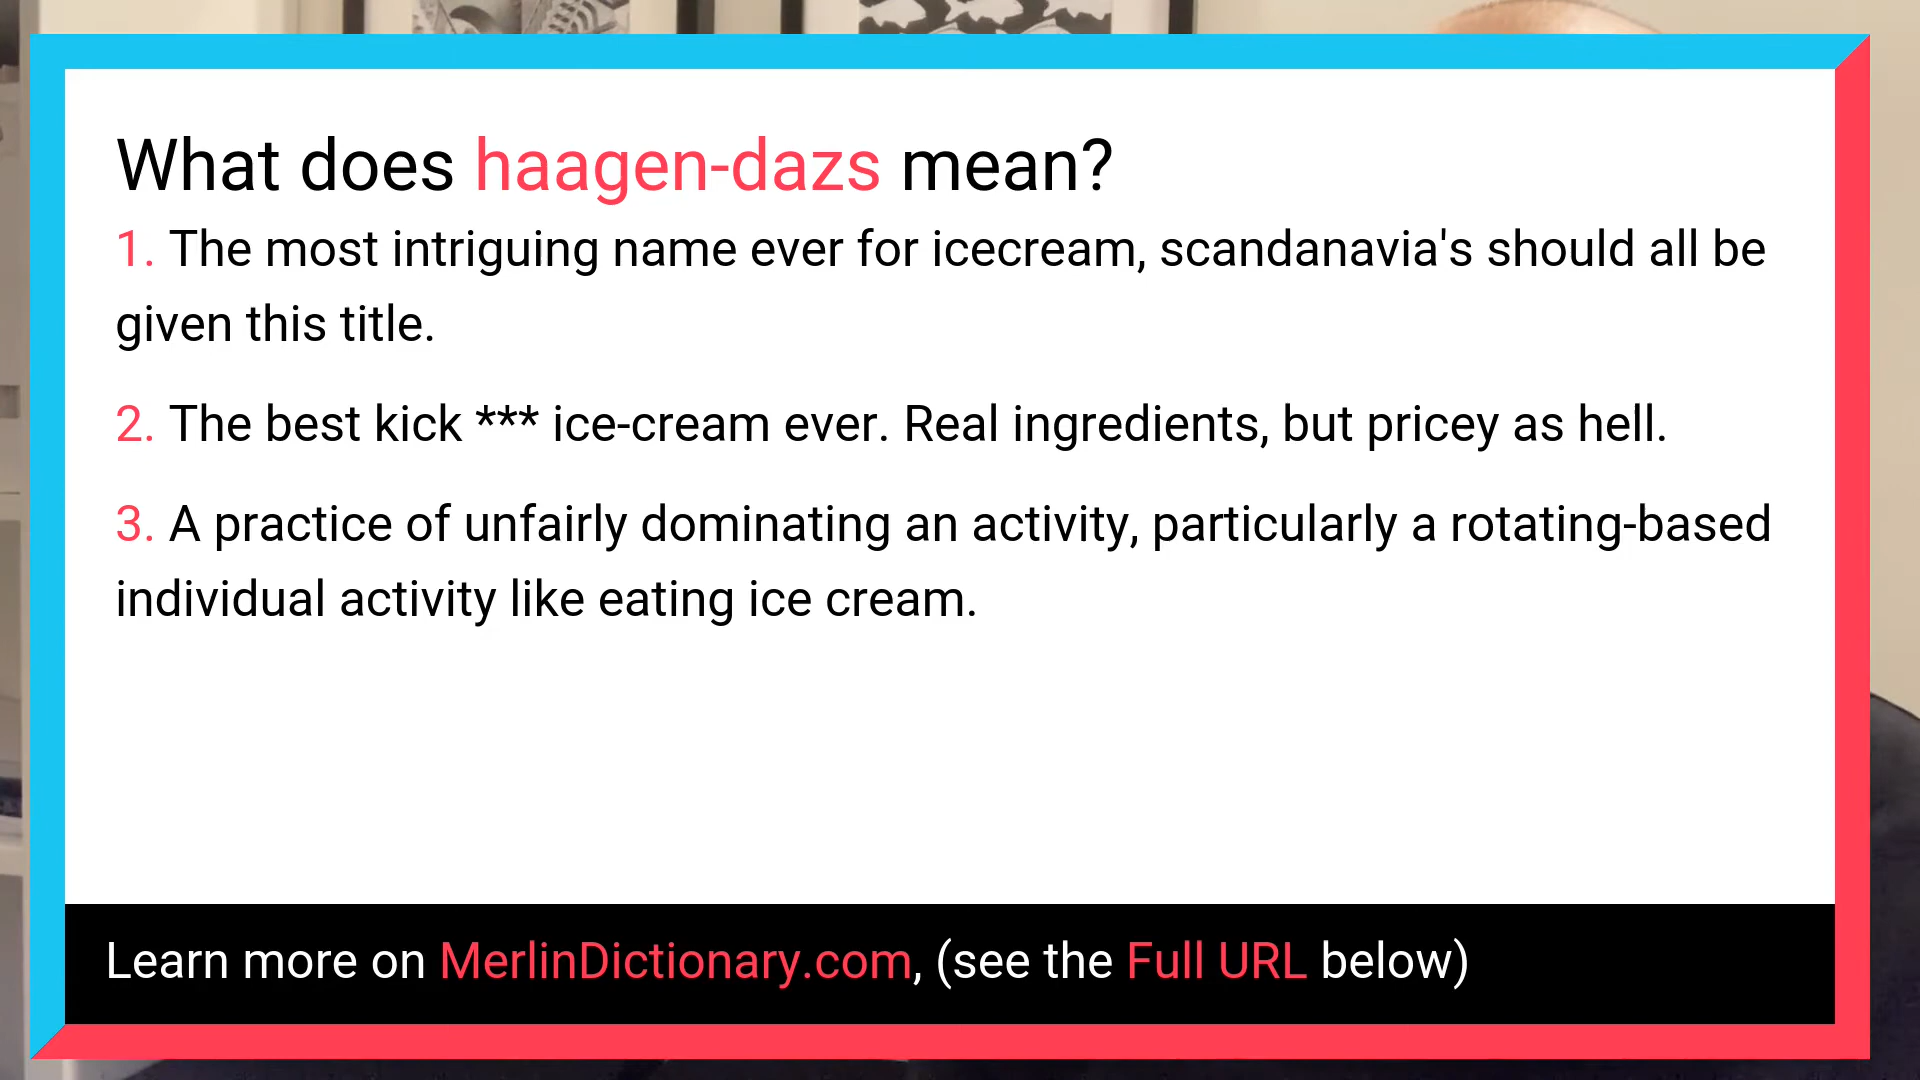 What does haagen-dazs mean?
1. The most intriguing name ever for icecream, scandanavia's should all be
given this title.
2. The best kick *** ice-cream ever. Real ingredients, but pricey as hell.
3. A practice of unfairly dominating an activity, particularly a rotating-based
individual activity like eating ice cream.
Learn more on MerlinDictionary.com, (see the Full URL below)